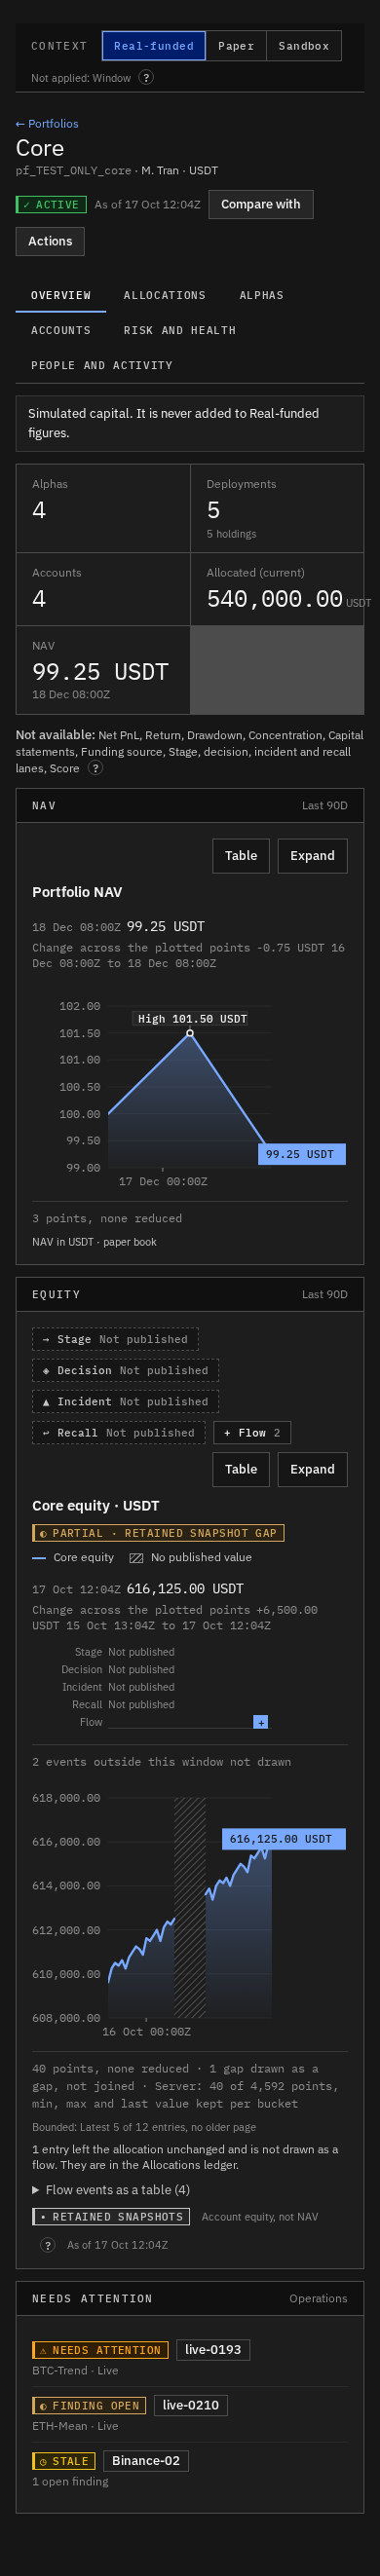 CONTEXT Real-funded Paper Sandbox
Not applied: Window ?
← Portfolios
Core
pf_TEST_ONLY_core · M. Tran · USDT
✓ ACTIVE As of 17 Oct 12:04Z Compare with
Actions
OVERVIEW ALLOCATIONS ALPHAS
ACCOUNTS RISK AND HEALTH
PEOPLE AND ACTIVITY
Simulated capital. It is never added to Real-funded
figures.
Alphas Deployments
4 5
5 holdings
Accounts Allocated (current)
4 540,000.00 USDT
NAV
99.25 USDT
18 Dec 08:00Z
Not available: Net PnL, Return, Drawdown, Concentration, Capital
statements, Funding source, Stage, decision, incident and recall
lanes, Score ?
NAV Last 90D
Table Expand
Portfolio NAV
18 Dec 08:00Z 99.25 USDT
Change across the plotted points -0.75 USDT 16
Dec 08:00Z to 18 Dec 08:00Z
102.00
High 101.50 USDT
101.50
101.00
100.50
100.00
99.50
99.25 USDT
99.00
17 Dec 00:00Z
3 points, none reduced
NAV in USDT · paper book
EQUITY Last 90D
→ Stage Not published
◈ Decision Not published
▲ Incident Not published
↩ Recall Not published + Flow 2
Table Expand
Core equity · USDT
◐ PARTIAL · RETAINED SNAPSHOT GAP
Core equity No published value
17 Oct 12:04Z 616,125.00 USDT
Change across the plotted points +6,500.00
USDT 15 Oct 13:04Z to 17 Oct 12:04Z
Stage Not published
Decision Not published
Incident Not published
Recall Not published
Flow +
2 events outside this window not drawn
618,000.00
616,000.00 616,125.00 USDT
614,000.00
612,000.00
610,000.00
608,000.00
16 Oct 00:00Z
40 points, none reduced · 1 gap drawn as a
gap, not joined · Server: 40 of 4,592 points,
min, max and last value kept per bucket
Bounded: Latest 5 of 12 entries, no older page
1 entry left the allocation unchanged and is not drawn as a
flow. They are in the Allocations ledger.
▶ Flow events as a table (4)
▪ RETAINED SNAPSHOTS Account equity, not NAV
? As of 17 Oct 12:04Z
NEEDS ATTENTION Operations
⚠ NEEDS ATTENTION live-0193
BTC-Trend · Live
◐ FINDING OPEN live-0210
ETH-Mean · Live
◷ STALE Binance-02
1 open finding